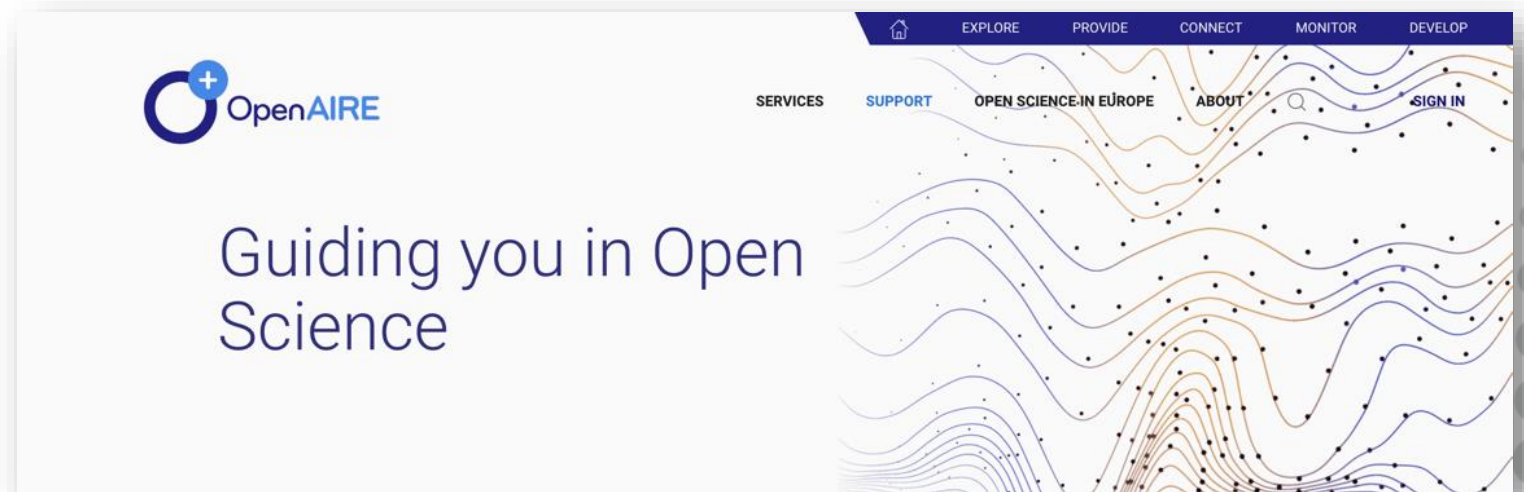 EXPLORE PROVIDE CONNECT MONITOR DEVELOP
OpenAIRE
SERVICES SUPPORT OPEN SCIENCE IN EUROPE ABOUT SIGN IN
Guiding you in Open
Science